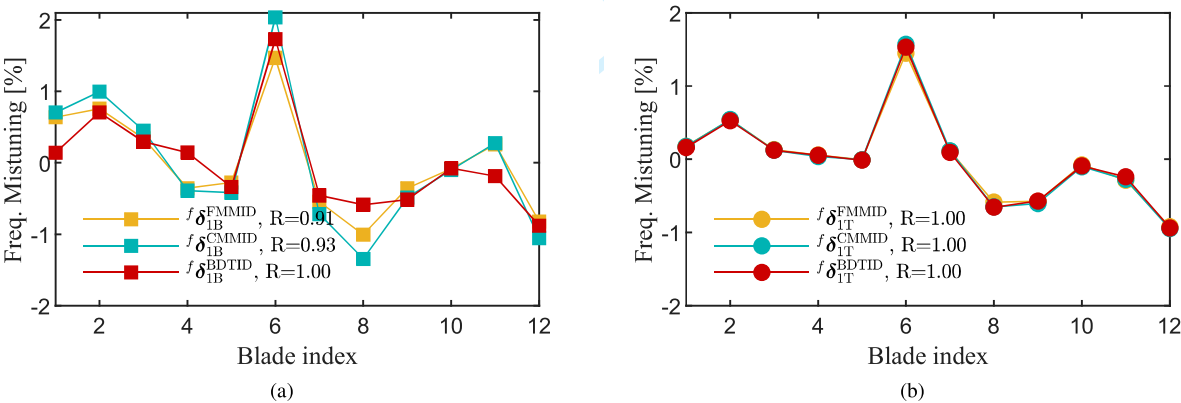 2
1
0
-1
-2
Freq. Mistuning [%]
fδ1BFMMID, R=0.91
fδ1BCMMID, R=0.93
fδ1BBDTID, R=1.00
2 4 6 8 10 12
Blade index
(a)
2
1
0
-1
-2
Freq. Mistuning [%]
fδ1TFMMID, R=1.00
fδ1TCMMID, R=1.00
fδ1TBDTID, R=1.00
2 4 6 8 10 12
Blade index
(b)